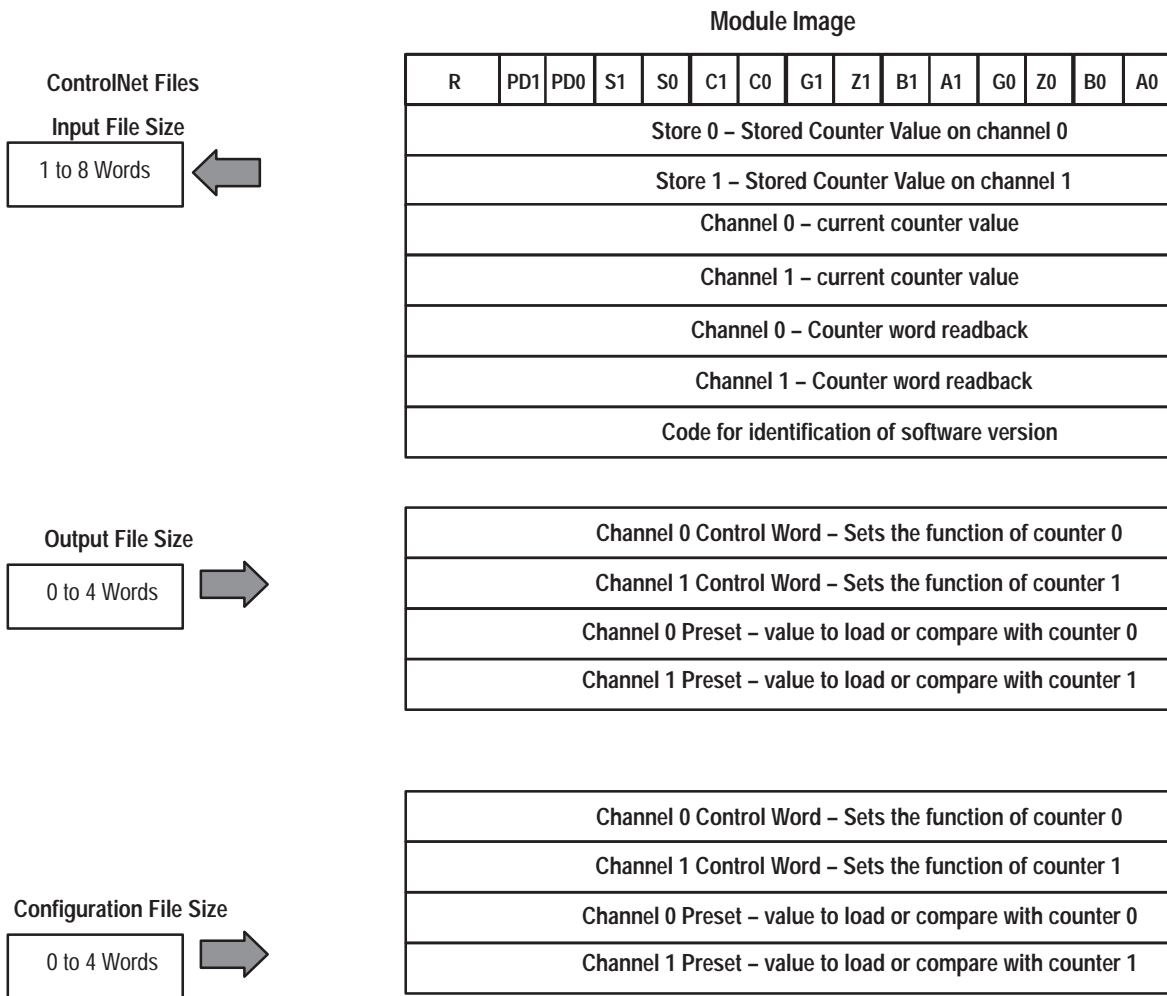 Module Image
ControlNet Files
R PD1 PD0 S1 S0 C1 C0 G1 Z1 B1 A1 G0 Z0 B0 A0
Input File Size
1 to 8 Words
Store 0 – Stored Counter Value on channel 0
Store 1 – Stored Counter Value on channel 1
Channel 0 – current counter value
Channel 1 – current counter value
Channel 0 – Counter word readback
Channel 1 – Counter word readback
Code for identification of software version
Output File Size
0 to 4 Words
Channel 0 Control Word – Sets the function of counter 0
Channel 1 Control Word – Sets the function of counter 1
Channel 0 Preset – value to load or compare with counter 0
Channel 1 Preset – value to load or compare with counter 1
Configuration File Size
0 to 4 Words
Channel 0 Control Word – Sets the function of counter 0
Channel 1 Control Word – Sets the function of counter 1
Channel 0 Preset – value to load or compare with counter 0
Channel 1 Preset – value to load or compare with counter 1